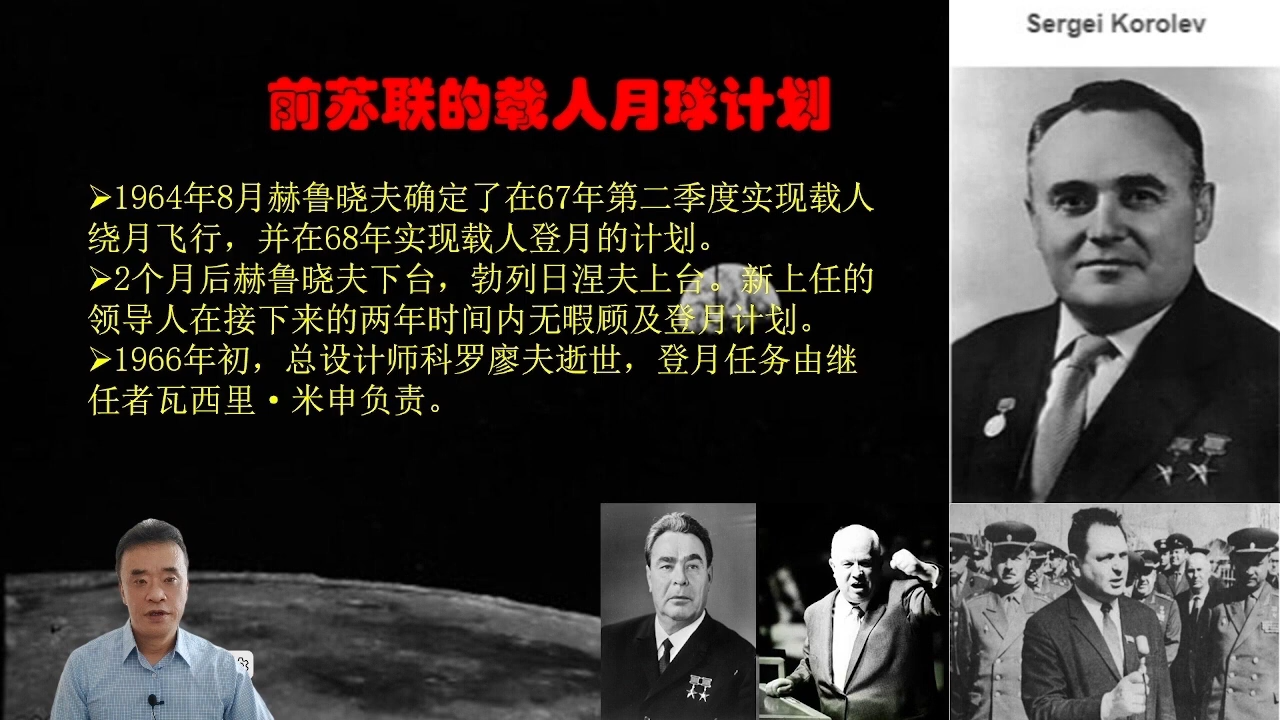 Sergei Korolev
前苏联的载人月球计划
➢1964年8月赫鲁晓夫确定了在67年第二季度实现载人
绕月飞行，并在68年实现载人登月的计划。
➢2个月后赫鲁晓夫下台，勃列日涅夫上台。新上任的
领导人在接下来的两年时间内无暇顾及登月计划。
➢1966年初，总设计师科罗廖夫逝世，登月任务由继
任者瓦西里·米申负责。